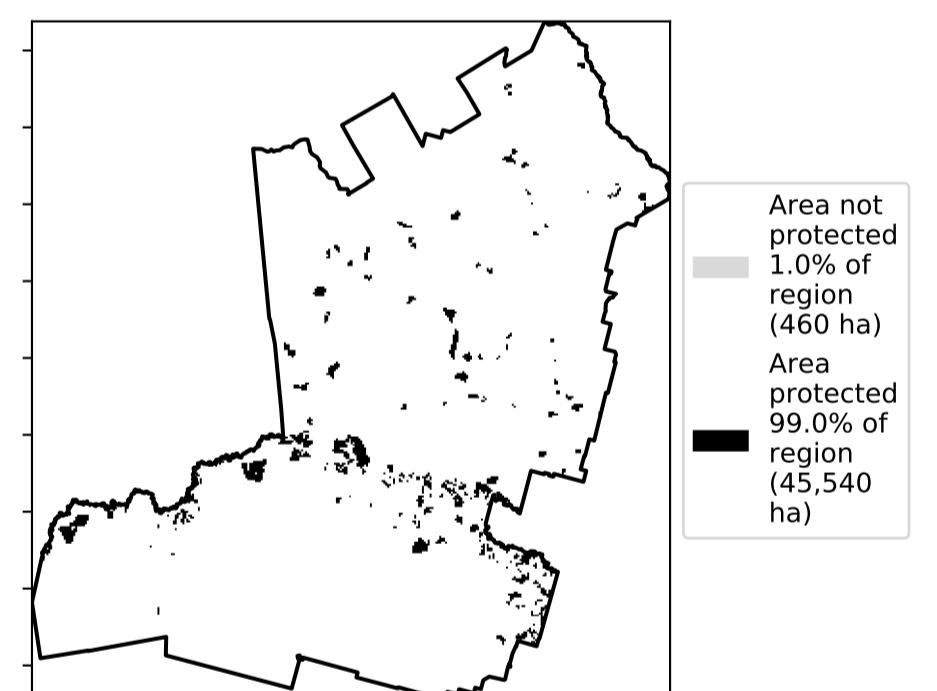 Area not
protected
1.0% of
region
(460 ha)
Area
protected
99.0% of
region
(45,540
ha)